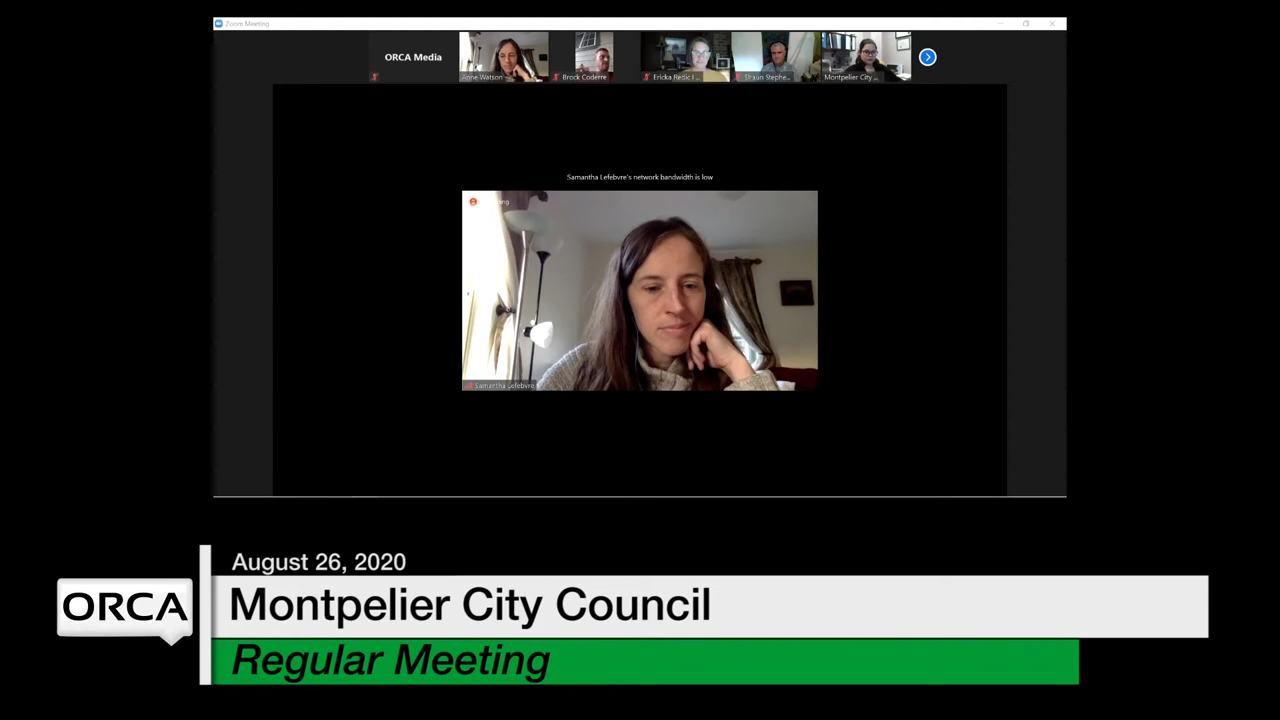 Zoom Meeting
ORCA Media
Anne Watson
Brock Coderre
Ericka Redic I...
Shaun Stephe...
Montpelier City ...
Samantha Lefebvre's network bandwidth is low
Samantha Lefebvre
August 26, 2020
ORCA
Montpelier City Council
Regular Meeting